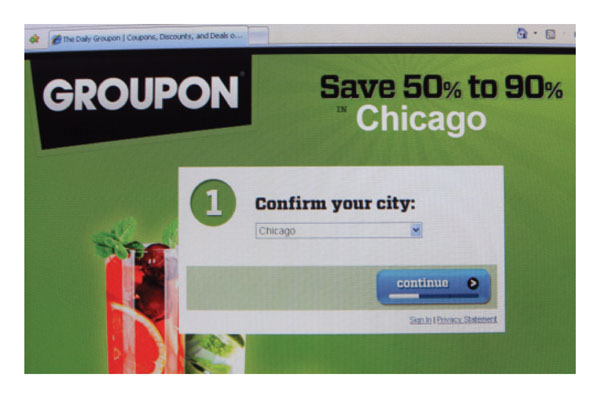 The Daily Groupon | Coupons, Discounts, and Deals o...
GROUPON
Save 50% to 90%
IN Chicago
1 Confirm your city:
Chicago
continue
Sign In | Privacy Statement